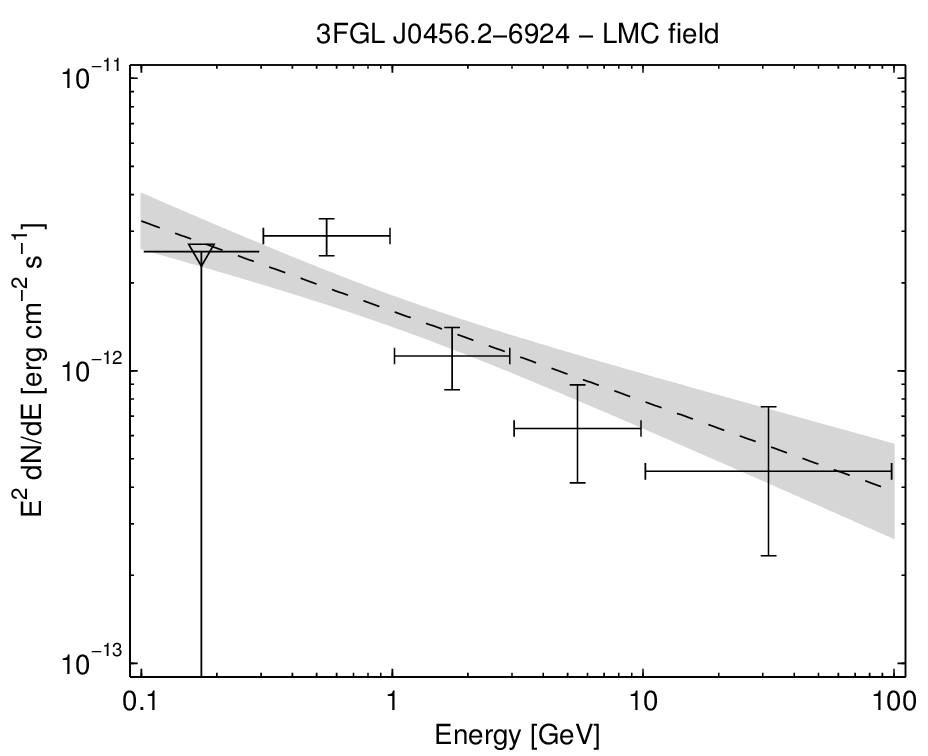 3FGL J0456.2−6924 − LMC field
10⁻¹¹
10⁻¹²
10⁻¹³
E² dN/dE [erg cm⁻² s⁻¹]
0.1 1 10 100
Energy [GeV]